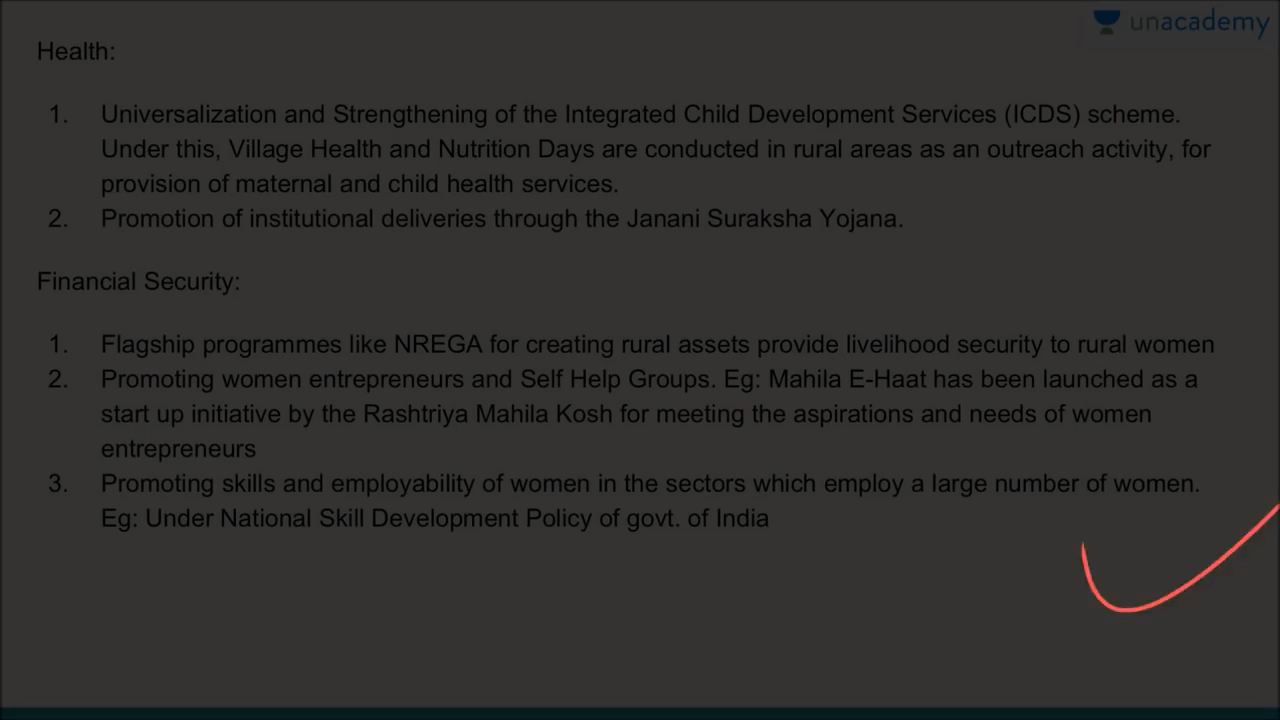 unacademy
Health:
1. Universalization and Strengthening of the Integrated Child Development Services (ICDS) scheme.
Under this, Village Health and Nutrition Days are conducted in rural areas as an outreach activity, for
provision of maternal and child health services.
2. Promotion of institutional deliveries through the Janani Suraksha Yojana.
Financial Security:
1. Flagship programmes like NREGA for creating rural assets provide livelihood security to rural women
2. Promoting women entrepreneurs and Self Help Groups. Eg: Mahila E-Haat has been launched as a
start up initiative by the Rashtriya Mahila Kosh for meeting the aspirations and needs of women
entrepreneurs
3. Promoting skills and employability of women in the sectors which employ a large number of women.
Eg: Under National Skill Development Policy of govt. of India